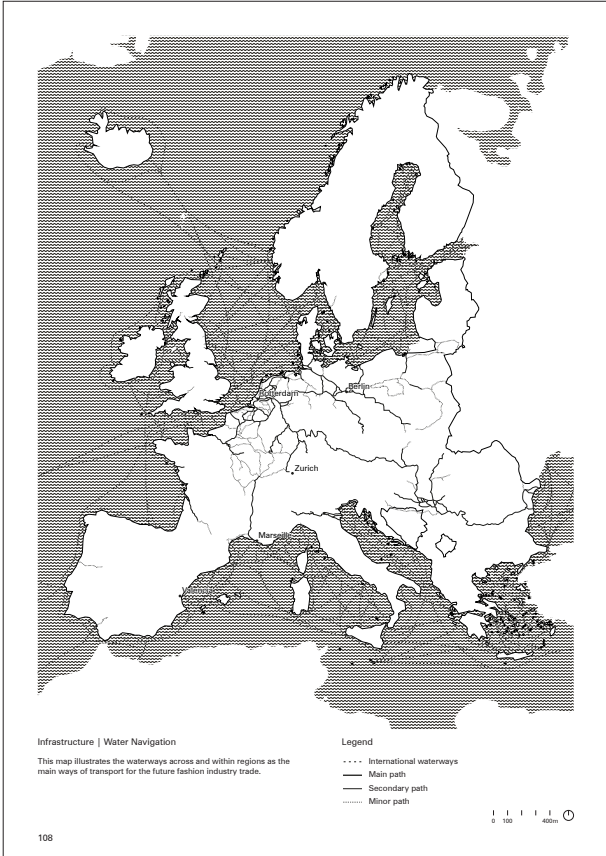 Rotterdam
Berlin
Zurich
Marseille
Infrastructure | Water Navigation
This map illustrates the waterways across and within regions as the
main ways of transport for the future fashion industry trade.
Legend
International waterways
Main path
Secondary path
Minor path
0 100 400m
108